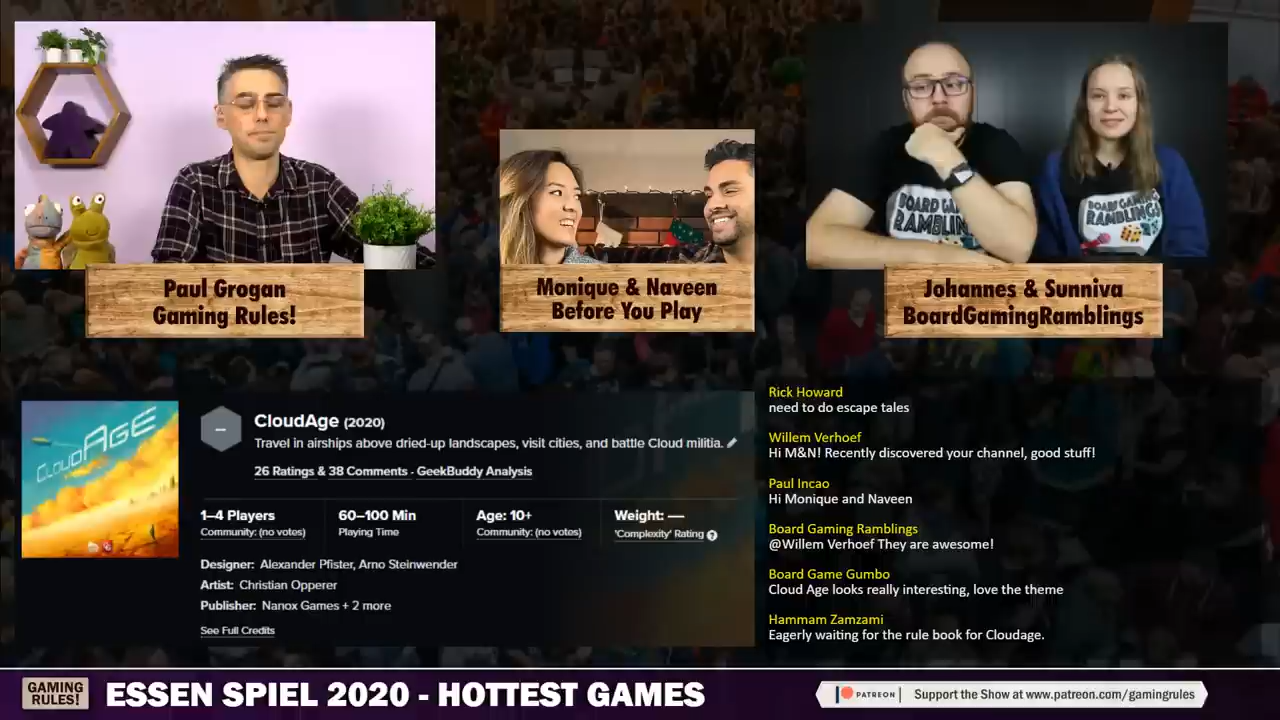 Paul Grogan
Gaming Rules!
Monique & Naveen
Before You Play
BOARD GAMING
RAMBLINGS
BOARD GAMING
RAMBLINGS
Johannes & Sunniva
BoardGamingRamblings
CLOUDAGE
–
CloudAge (2020)
Travel in airships above dried-up landscapes, visit cities, and battle Cloud militia.
26 Ratings & 38 Comments · GeekBuddy Analysis
1–4 Players
Community: (no votes)
60–100 Min
Playing Time
Age: 10+
Community: (no votes)
Weight: —
'Complexity' Rating ?
Designer: Alexander Pfister, Arno Steinwender
Artist: Christian Opperer
Publisher: Nanox Games + 2 more
See Full Credits
Rick Howard
need to do escape tales
Willem Verhoef
Hi M&N! Recently discovered your channel, good stuff!
Paul Incao
Hi Monique and Naveen
Board Gaming Ramblings
@Willem Verhoef They are awesome!
Board Game Gumbo
Cloud Age looks really interesting, love the theme
Hammam Zamzami
Eagerly waiting for the rule book for Cloudage.
GAMING
RULES!
ESSEN SPIEL 2020 - HOTTEST GAMES
PATREON
Support the Show at www.patreon.com/gamingrules